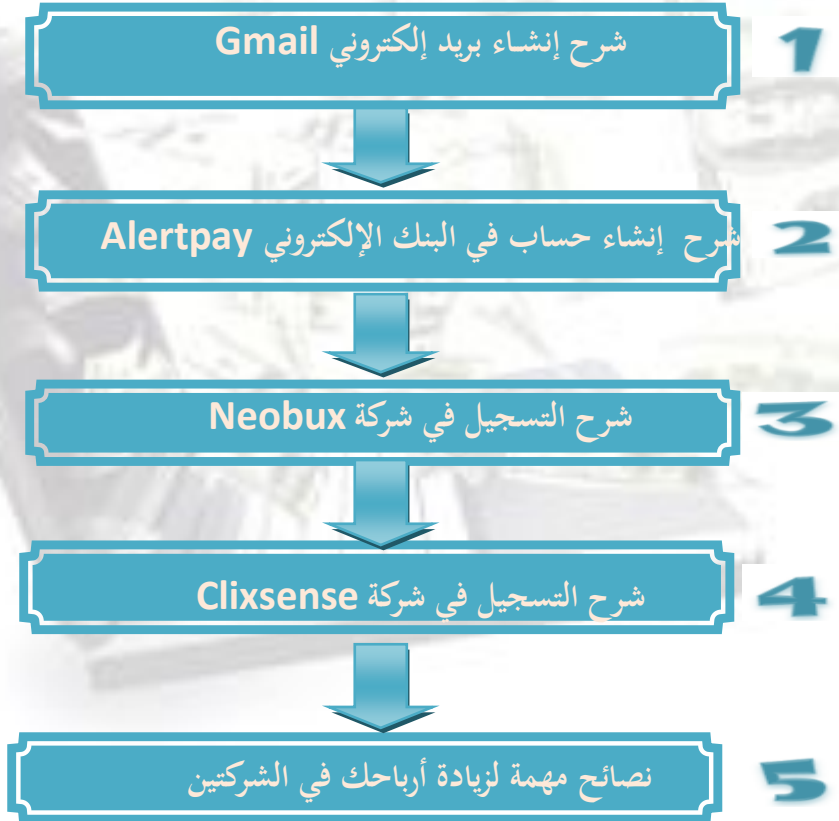 شرح إنشاء بريد إلكتروني Gmail
1
شرح إنشاء حساب في البنك الإلكتروني Alertpay
2
شرح التسجيل في شركة Neobux
3
شرح التسجيل في شركة Clixsense
4
نصائح مهمة لزيادة أرباحك في الشركتين
5